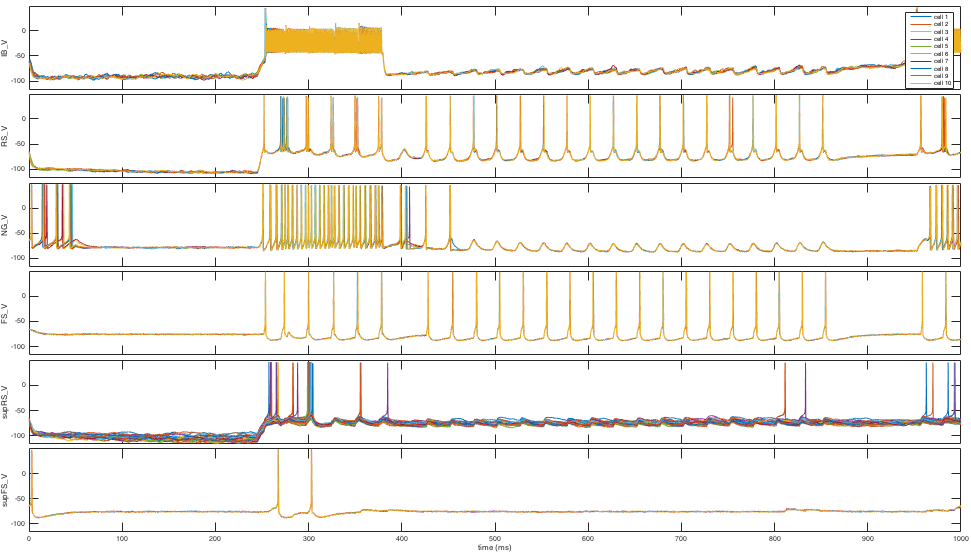 IB_V
0
-50
-100
cell 1
cell 2
cell 3
cell 4
cell 5
cell 6
cell 7
cell 8
cell 9
cell 10
RS_V
0
-50
-100
NG_V
0
-50
-100
FS_V
0
-50
-100
supRS_V
0
-50
-100
supFS_V
0
-50
-100
0 100 200 300 400 500 600 700 800 900 1000
time (ms)